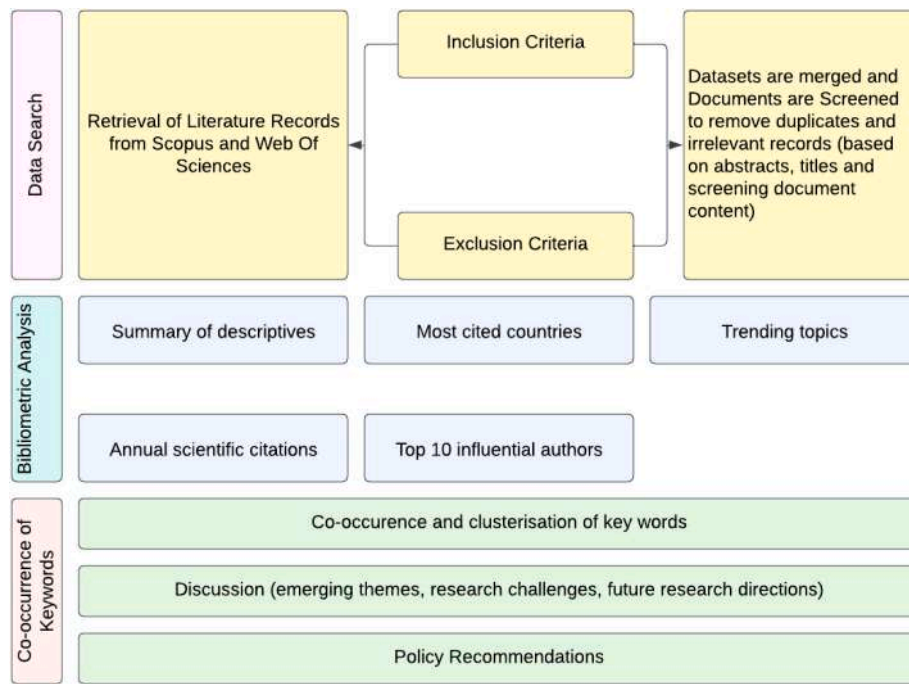 Data Search
Retrieval of Literature Records
from Scopus and Web Of
Sciences
Inclusion Criteria
Exclusion Criteria
Datasets are merged and
Documents are Screened
to remove duplicates and
irrelevant records (based
on abstracts, titles and
screening document
content)
Bibliometric Analysis
Summary of descriptives
Most cited countries
Trending topics
Annual scientific citations
Top 10 influential authors
Co-occurrence of
Keywords
Co-occurence and clusterisation of key words
Discussion (emerging themes, research challenges, future research directions)
Policy Recommendations